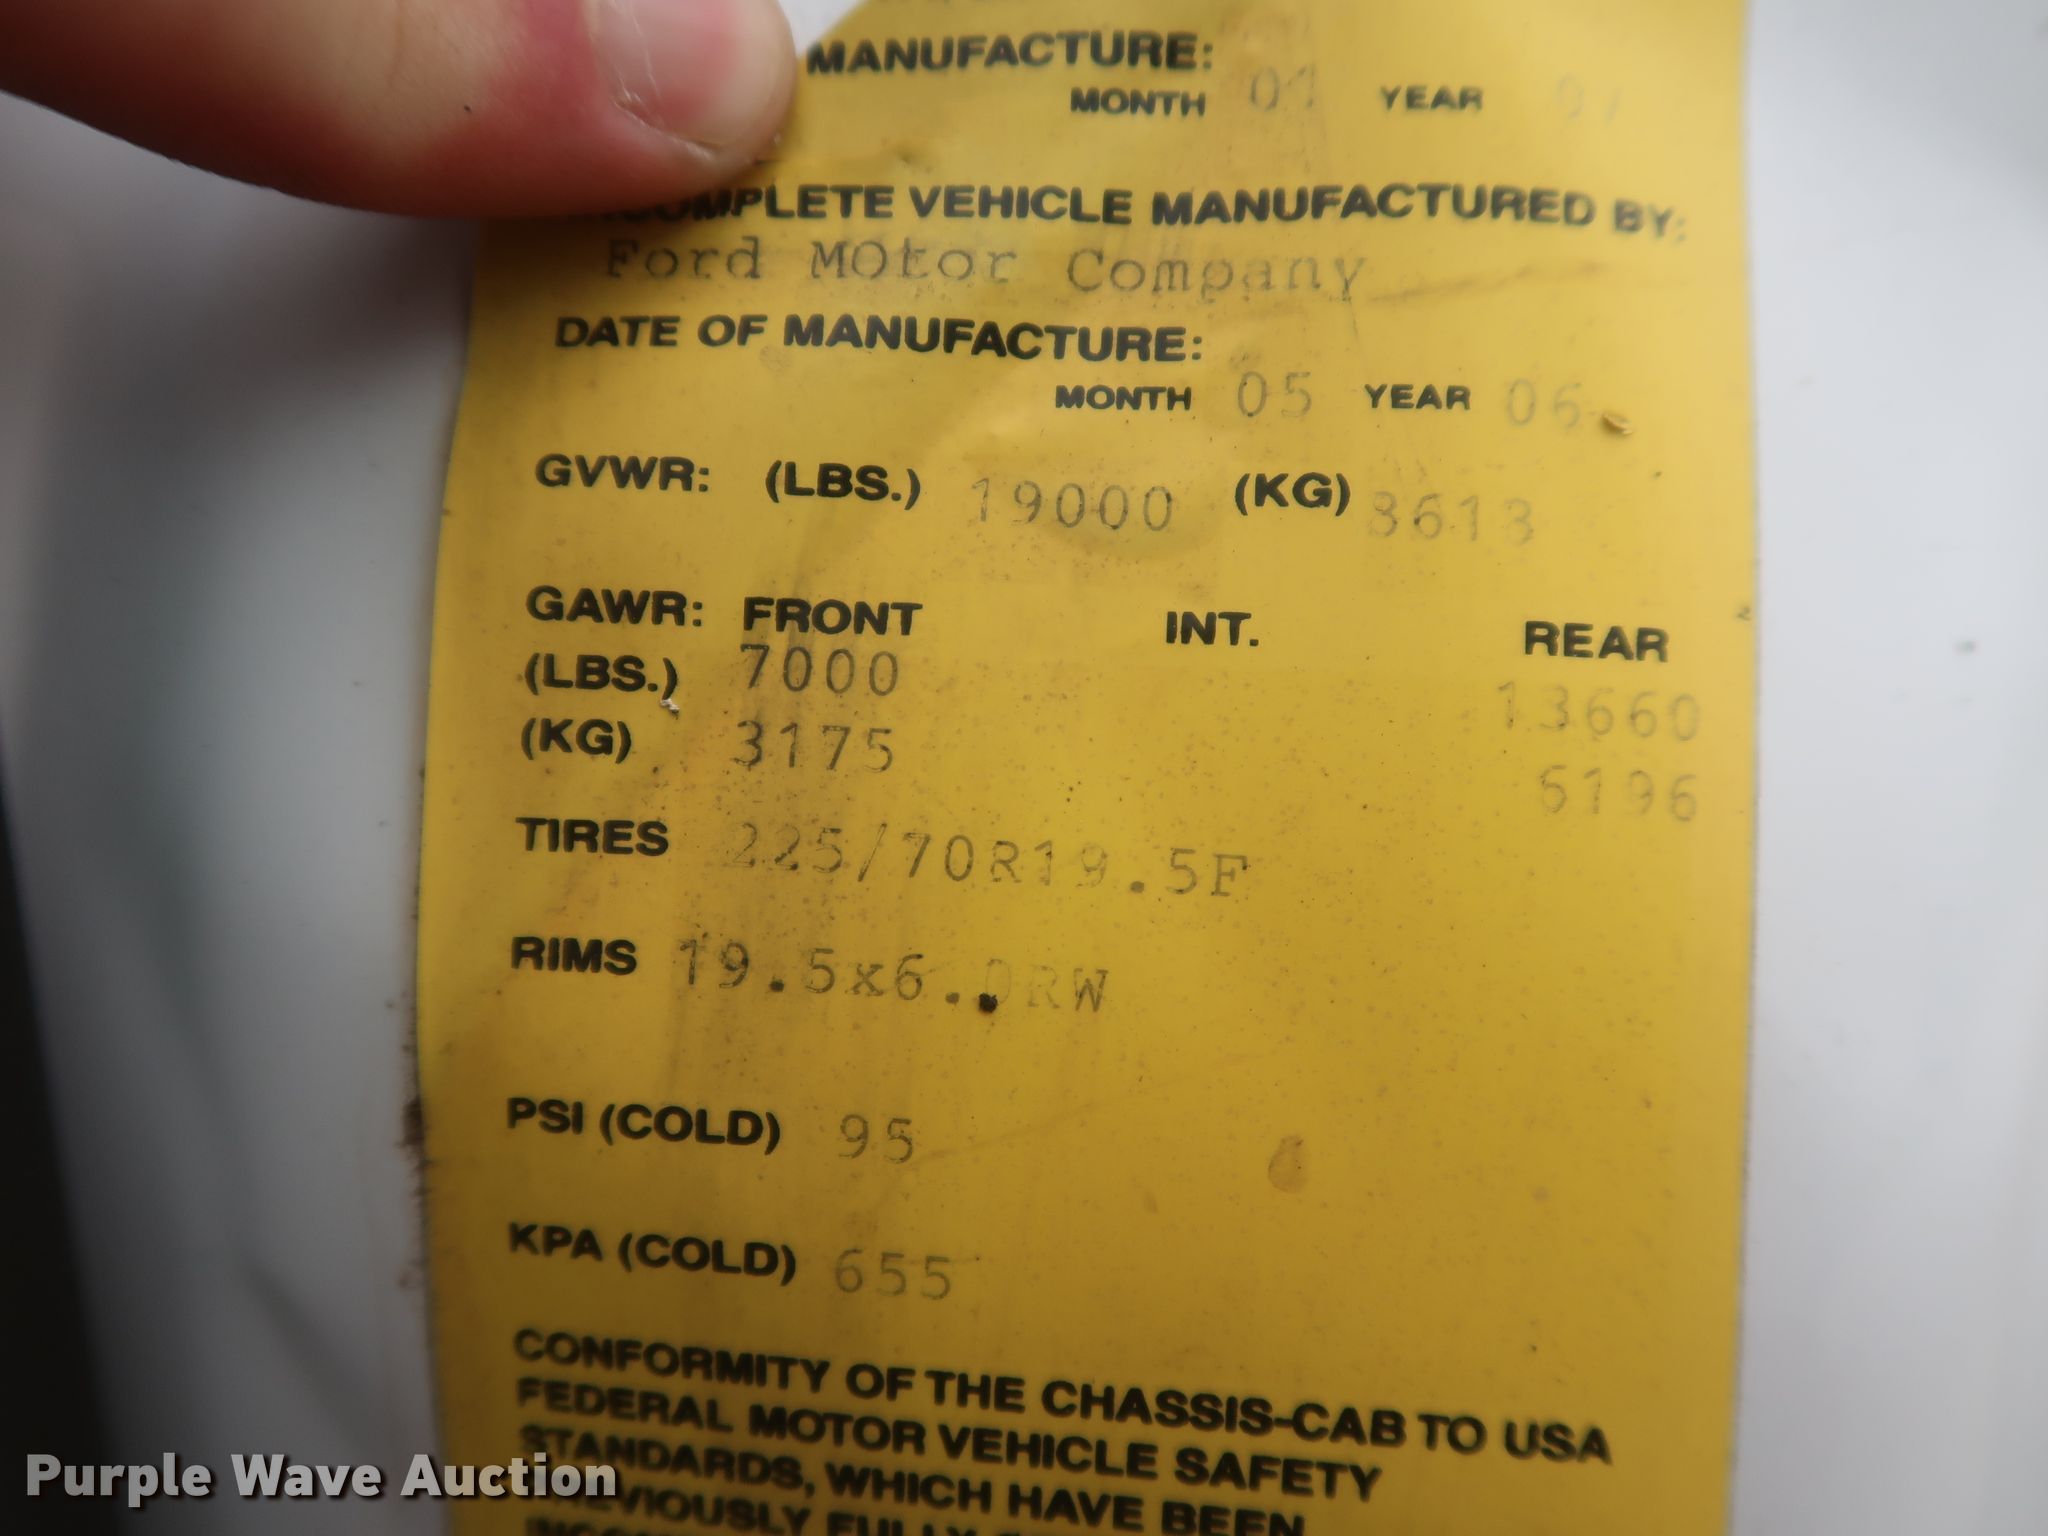 MANUFACTURE:
MONTH 01 YEAR
COMPLETE VEHICLE MANUFACTURED BY:
Ford MOtor Company
DATE OF MANUFACTURE:
MONTH 05 YEAR 06
GVWR: (LBS.) 19000 (KG) 8618
GAWR: FRONT INT. REAR
(LBS.) 7000 13660
(KG) 3175 6196
TIRES 225/70R19.5F
RIMS 19.5x6.0RW
PSI (COLD) 95
KPA (COLD) 655
CONFORMITY OF THE CHASSIS-CAB TO USA
FEDERAL MOTOR VEHICLE SAFETY
STANDARDS, WHICH HAVE BEEN
PREVIOUSLY FULLY
Purple Wave Auction